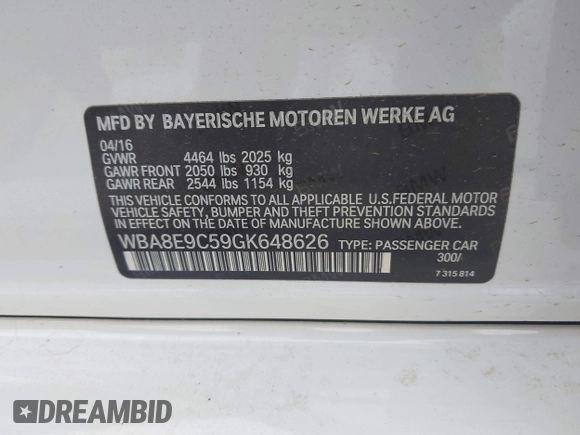 MFD BY BAYERISCHE MOTOREN WERKE AG
04/16
GVWR 4464 lbs 2025 kg
GAWR FRONT 2050 lbs 930 kg
GAWR REAR 2544 lbs 1154 kg
THIS VEHICLE CONFORMS TO ALL APPLICABLE U.S.FEDERAL MOTOR
VEHICLE SAFETY, BUMPER AND THEFT PREVENTION STANDARDS
IN EFFECT ON THE DATE OF MANUFACTURE SHOWN ABOVE.
WBA8E9C59GK648626 TYPE: PASSENGER CAR
300/
7 315 814
DREAMBID